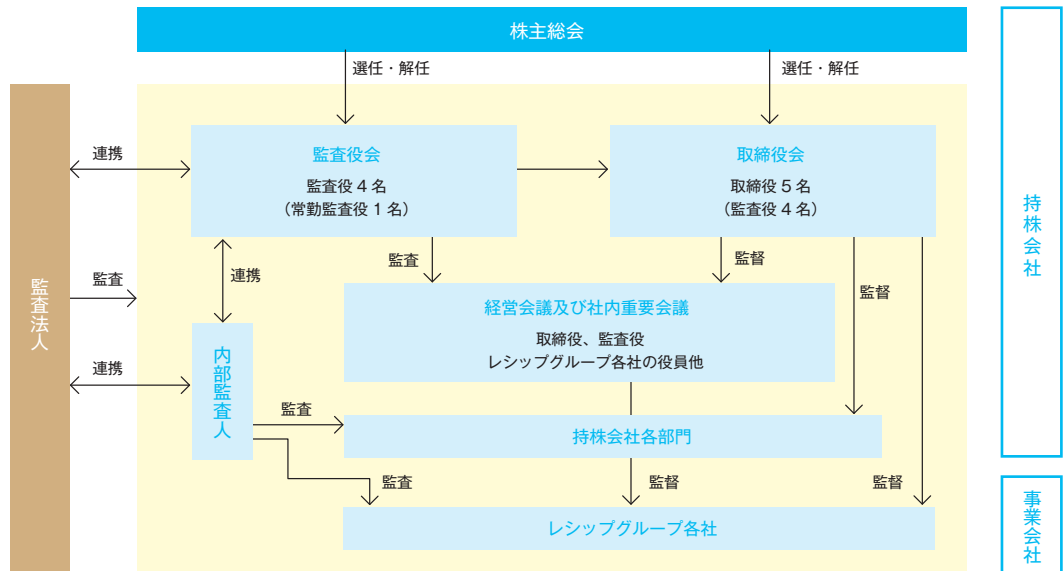 株主総会
選任・解任
選任・解任
監査役会
監査役 4 名
（常勤監査役 1 名）
取締役会
取締役 5 名
（監査役 4 名）
連携
監査
連携
監査法人
連携
監査
監督
監督
経営会議及び社内重要会議
取締役、監査役
レシップグループ各社の役員他
内部監査人
監査
持株会社各部門
監査
監督
監督
レシップグループ各社
持株会社
事業会社